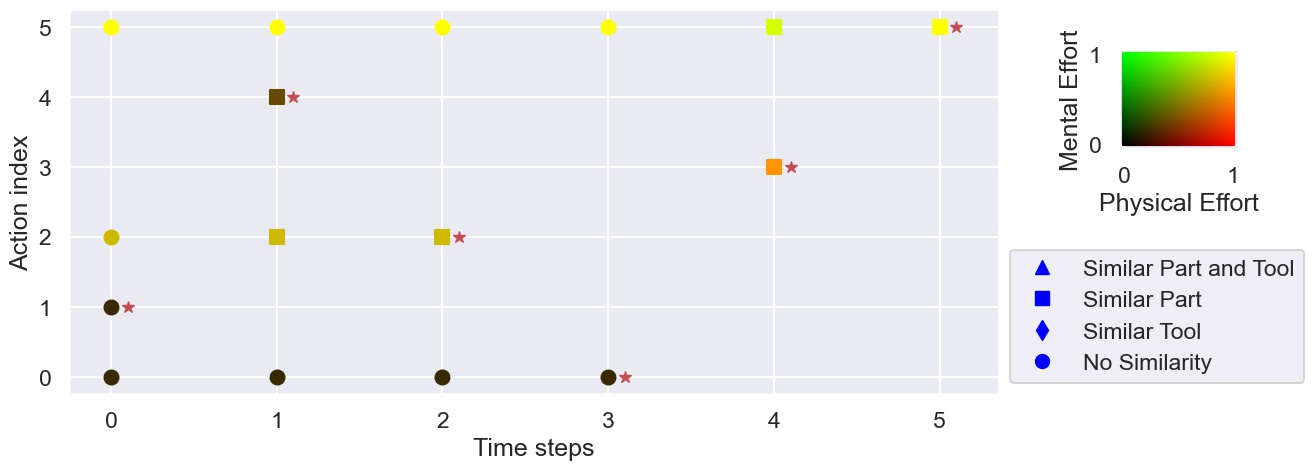 5
4
3
2
1
0
Action index
0 1 2 3 4 5
Time steps
Mental Effort
1
0
0 1
Physical Effort
Similar Part and Tool
Similar Part
Similar Tool
No Similarity